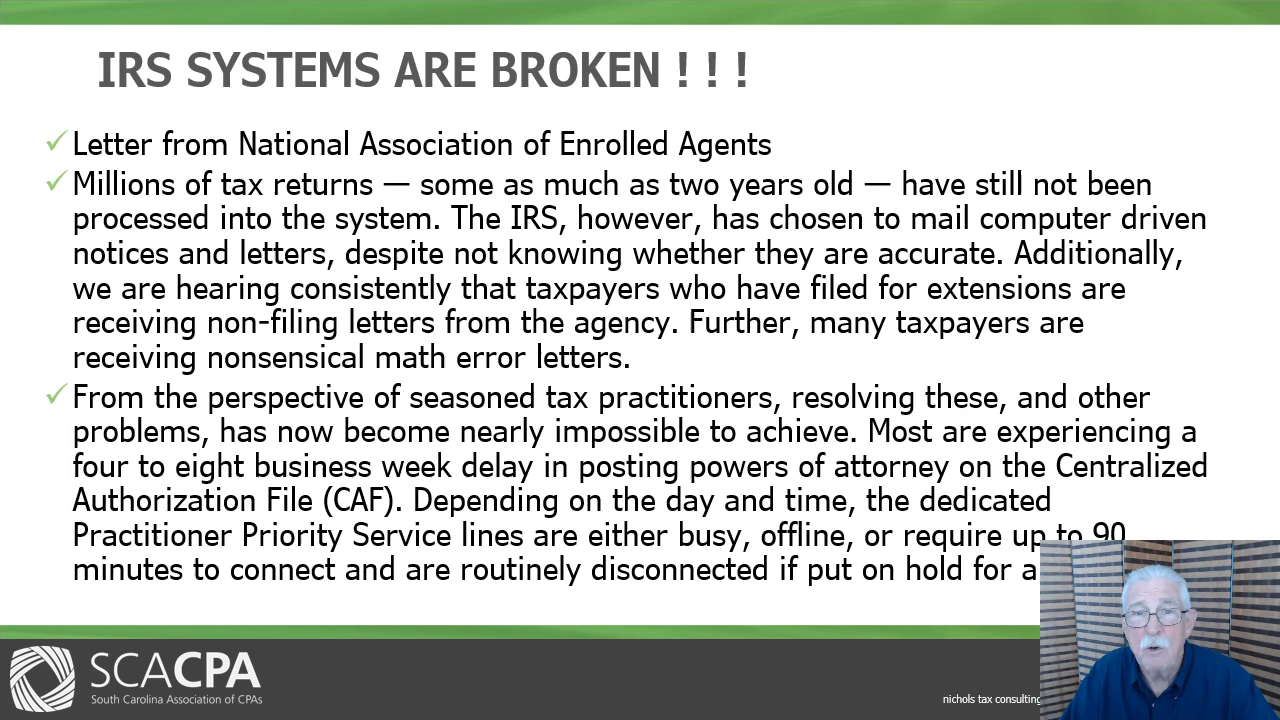 IRS SYSTEMS ARE BROKEN ! ! !
✓ Letter from National Association of Enrolled Agents
✓ Millions of tax returns — some as much as two years old — have still not been
processed into the system. The IRS, however, has chosen to mail computer driven
notices and letters, despite not knowing whether they are accurate. Additionally,
we are hearing consistently that taxpayers who have filed for extensions are
receiving non-filing letters from the agency. Further, many taxpayers are
receiving nonsensical math error letters.
✓ From the perspective of seasoned tax practitioners, resolving these, and other
problems, has now become nearly impossible to achieve. Most are experiencing a
four to eight business week delay in posting powers of attorney on the Centralized
Authorization File (CAF). Depending on the day and time, the dedicated
Practitioner Priority Service lines are either busy, offline, or require up to 90
minutes to connect and are routinely disconnected if put on hold for a
SCACPA
South Carolina Association of CPAs
nichols tax consulting